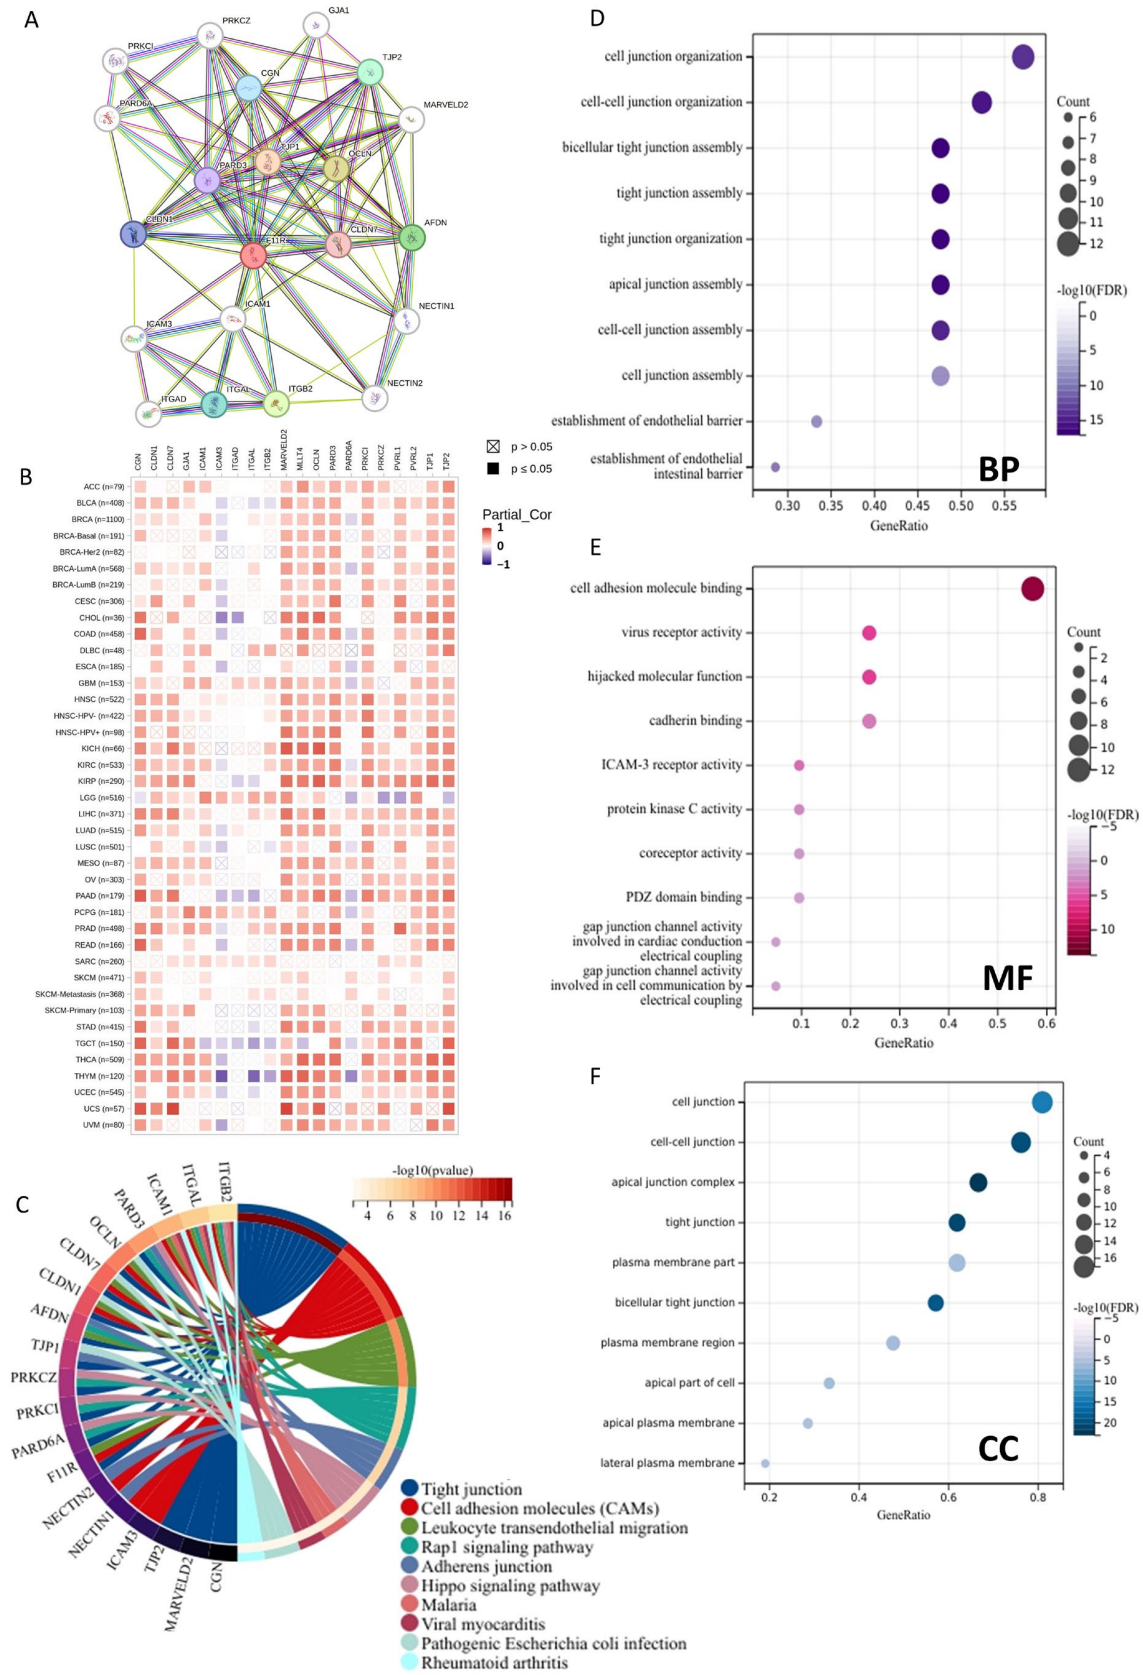 A
PRKCZ
GJA1
PRKCI
TJP2
CGN
PARD6A
MARVELD2
TJP1
OCLN
PARD3
CLDN1
AFDN
CLDN7
F11R
ICAM1
NECTIN1
ICAM3
ITGAL
ITGB2
NECTIN2
ITGAD
B
CGN
CLDN1
CLDN7
GJA1
ICAM1
ICAM3
ITGAD
ITGAL
ITGB2
MARVELD2
MLLT4
OCLN
PARD3
PARD6A
PRKCI
PRKCZ
PVRL1
PVRL2
TJP1
TJP2
p > 0.05
p ≤ 0.05
Partial_Cor
1
0
−1
ACC (n=79)
BLCA (n=408)
BRCA (n=1100)
BRCA-Basal (n=191)
BRCA-Her2 (n=82)
BRCA-LumA (n=568)
BRCA-LumB (n=219)
CESC (n=306)
CHOL (n=36)
COAD (n=458)
DLBC (n=48)
ESCA (n=185)
GBM (n=153)
HNSC (n=522)
HNSC-HPV- (n=422)
HNSC-HPV+ (n=98)
KICH (n=66)
KIRC (n=533)
KIRP (n=290)
LGG (n=516)
LIHC (n=371)
LUAD (n=515)
LUSC (n=501)
MESO (n=87)
OV (n=303)
PAAD (n=179)
PCPG (n=181)
PRAD (n=498)
READ (n=166)
SARC (n=260)
SKCM (n=471)
SKCM-Metastasis (n=368)
SKCM-Primary (n=103)
STAD (n=415)
TGCT (n=150)
THCA (n=509)
THYM (n=120)
UCEC (n=545)
UCS (n=57)
UVM (n=80)
C
-log10(pvalue)
4 6 8 10 12 14 16
ITGB2
ITGAL
ICAM1
PARD3
OCLN
CLDN7
CLDN1
AFDN
TJP1
PRKCZ
PRKCI
PARD6A
F11R
NECTIN2
NECTIN1
ICAM3
TJP2
MARVELD2
CGN
Tight junction
Cell adhesion molecules (CAMs)
Leukocyte transendothelial migration
Rap1 signaling pathway
Adherens junction
Hippo signaling pathway
Malaria
Viral myocarditis
Pathogenic Escherichia coli infection
Rheumatoid arthritis
D
cell junction organization
cell-cell junction organization
bicellular tight junction assembly
tight junction assembly
tight junction organization
apical junction assembly
cell-cell junction assembly
cell junction assembly
establishment of endothelial barrier
establishment of endothelial
intestinal barrier
BP
0.30 0.35 0.40 0.45 0.50 0.55
GeneRatio
Count
6
7
8
9
10
11
12
-log10(FDR)
0
5
10
15
E
cell adhesion molecule binding
virus receptor activity
hijacked molecular function
cadherin binding
ICAM-3 receptor activity
protein kinase C activity
coreceptor activity
PDZ domain binding
gap junction channel activity
involved in cardiac conduction
electrical coupling
gap junction channel activity
involved in cell communication by
electrical coupling
MF
0.1 0.2 0.3 0.4 0.5 0.6
GeneRatio
Count
2
4
6
8
10
12
-log10(FDR)
−5
0
5
10
F
cell junction
cell-cell junction
apical junction complex
tight junction
plasma membrane part
bicellular tight junction
plasma membrane region
apical part of cell
apical plasma membrane
lateral plasma membrane
CC
0.2 0.4 0.6 0.8
GeneRatio
Count
4
6
8
10
12
14
16
-log10(FDR)
−5
0
5
10
15
20